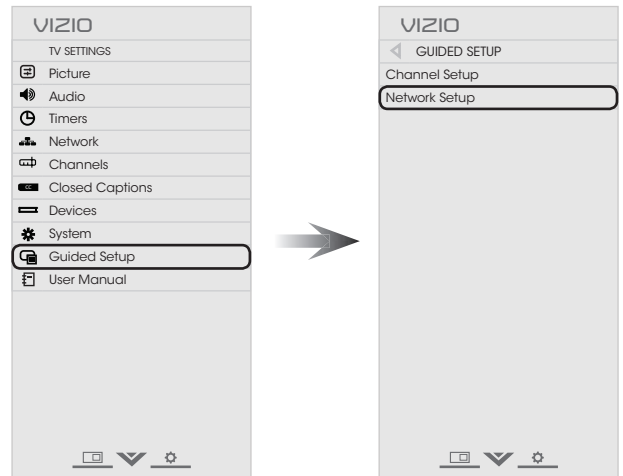 VIZIO
TV SETTINGS
Picture
Audio
Timers
Network
Channels
CC
Closed Captions
Devices
System
Guided Setup
User Manual
VIZIO
GUIDED SETUP
Channel Setup
Network Setup